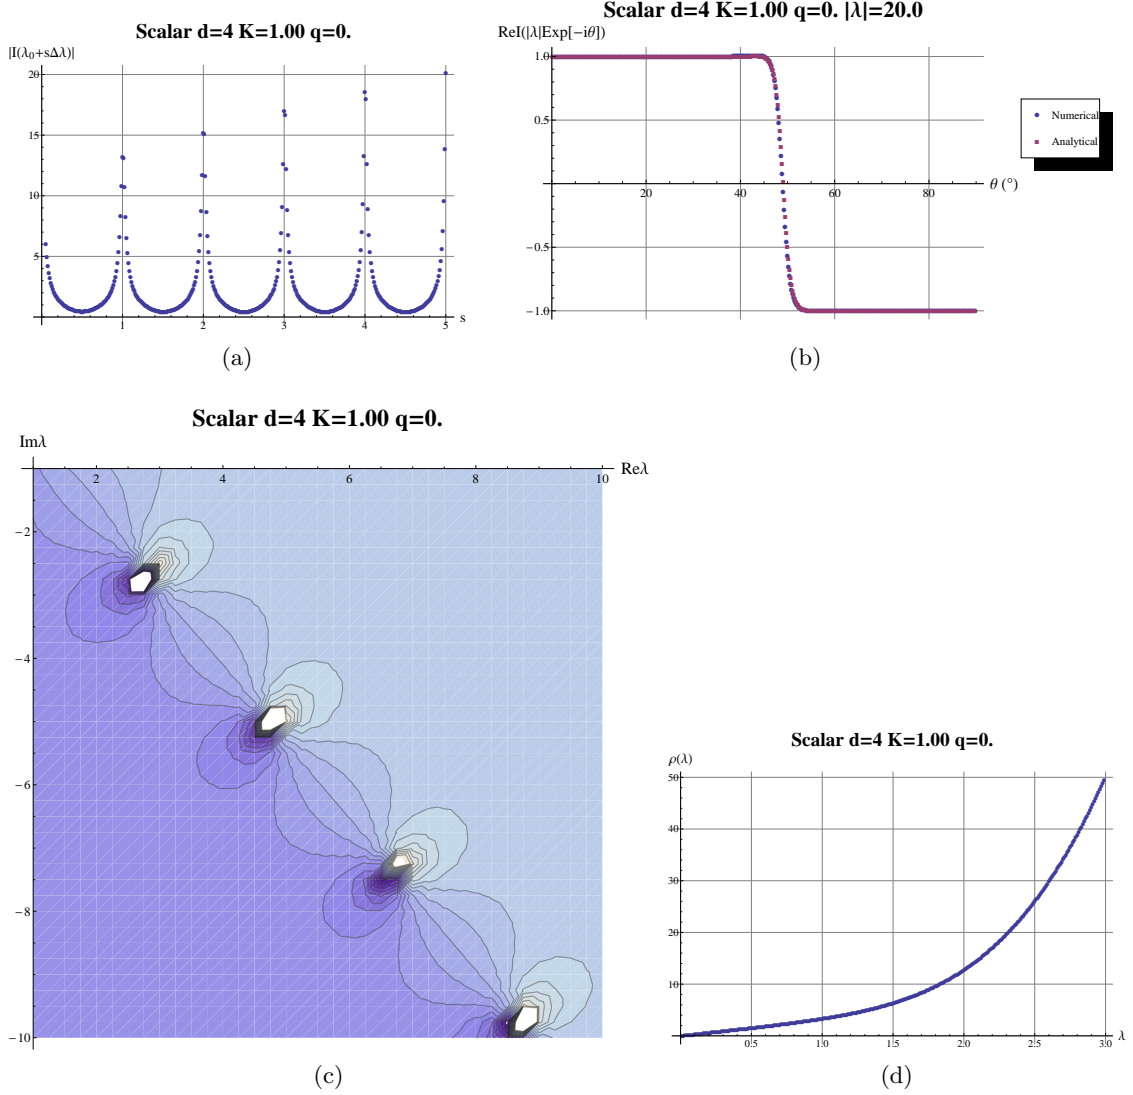 Scalar d=4 K=1.00 q=0.
|I(λ₀+sΔλ)|
20
15
10
5
1
2
3
4
5
s
(a)
Scalar d=4 K=1.00 q=0. |λ|=20.0
ReI(|λ|Exp[−iθ])
1.0
0.5
−0.5
−1.0
20
40
60
80
θ (°)
Numerical
Analytical
(b)
Scalar d=4 K=1.00 q=0.
Imλ
Reλ
2
4
6
8
10
−2
−4
−6
−8
−10
(c)
Scalar d=4 K=1.00 q=0.
ρ(λ)
50
40
30
20
10
0.5
1.0
1.5
2.0
2.5
3.0
λ
(d)